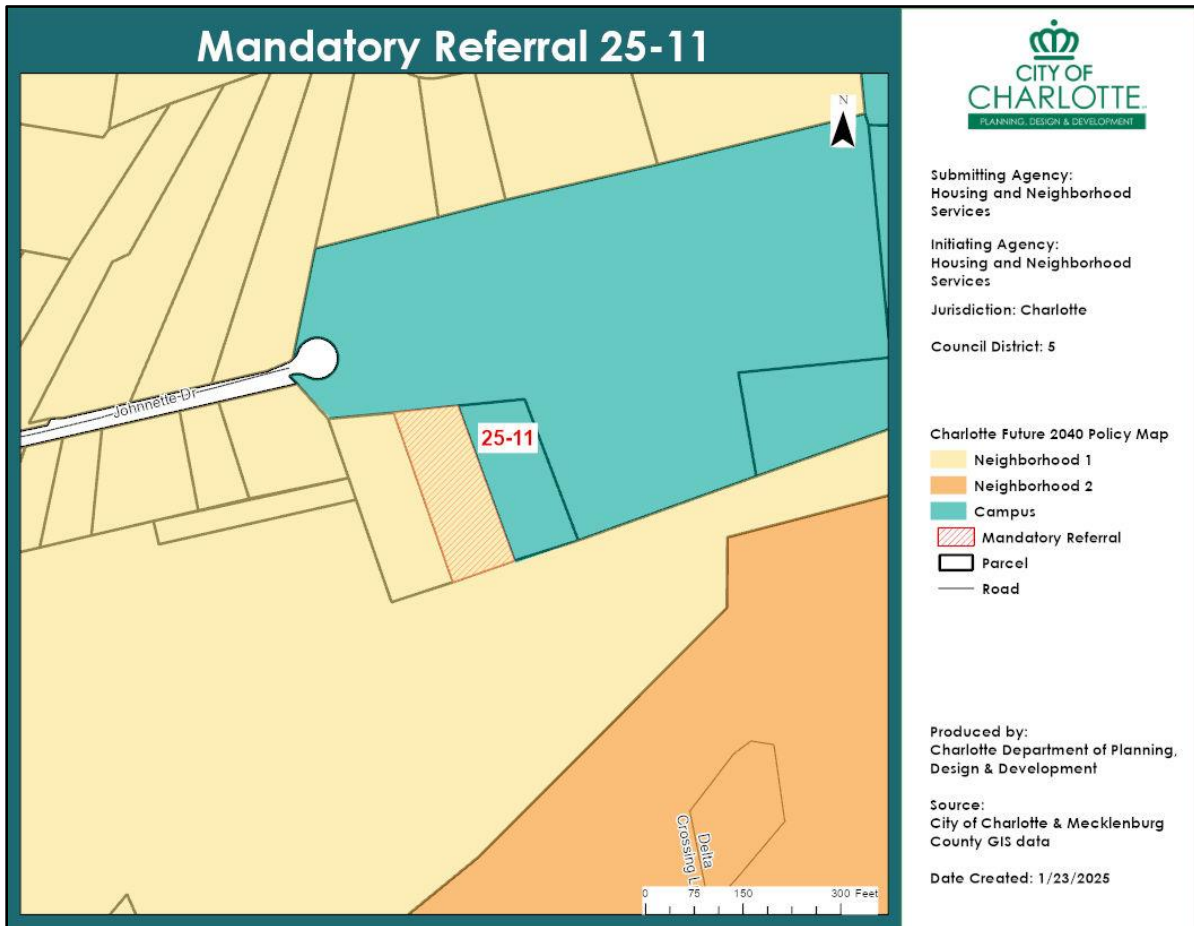 Mandatory Referral 25-11
N
Johnnette Dr
25-11
Delta
Crossing L
0 75 150 300 Feet
CITY OF
CHARLOTTE
PLANNING, DESIGN & DEVELOPMENT
Submitting Agency:
Housing and Neighborhood
Services
Initiating Agency:
Housing and Neighborhood
Services
Jurisdiction: Charlotte
Council District: 5
Charlotte Future 2040 Policy Map
Neighborhood 1
Neighborhood 2
Campus
Mandatory Referral
Parcel
Road
Produced by:
Charlotte Department of Planning,
Design & Development
Source:
City of Charlotte & Mecklenburg
County GIS data
Date Created: 1/23/2025